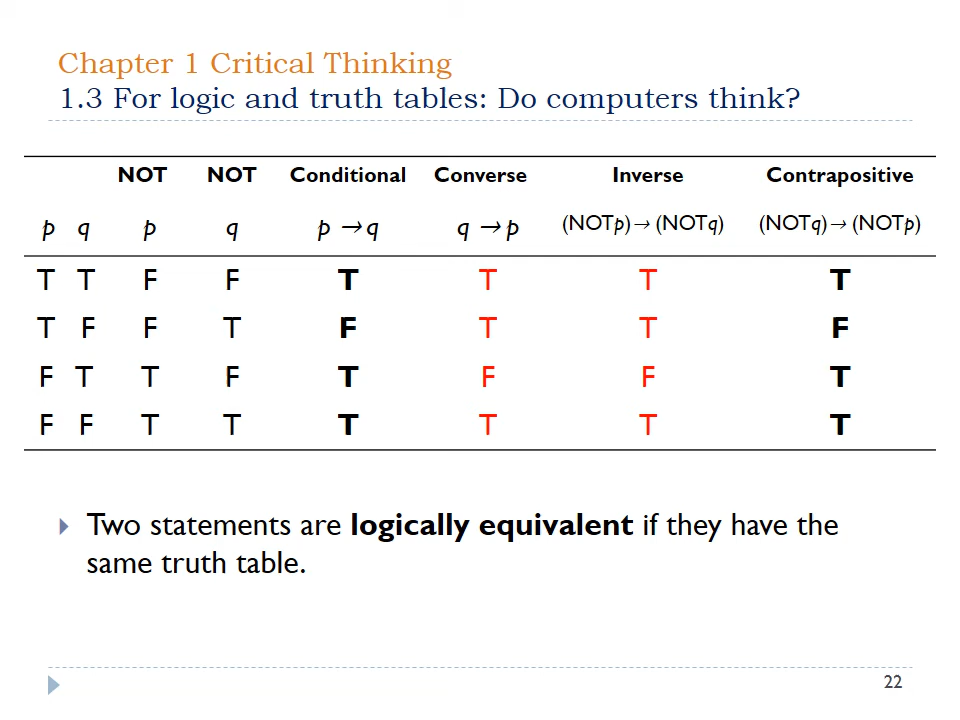 Chapter 1 Critical Thinking
1.3 For logic and truth tables: Do computers think?
NOT NOT Conditional Converse Inverse Contrapositive
p q p q p → q q → p (NOTp)→ (NOTq) (NOTq)→ (NOTp)
T T F F T T T T
T F F T F T T F
F T T F T F F T
F F T T T T T T
Two statements are logically equivalent if they have the
same truth table.
22